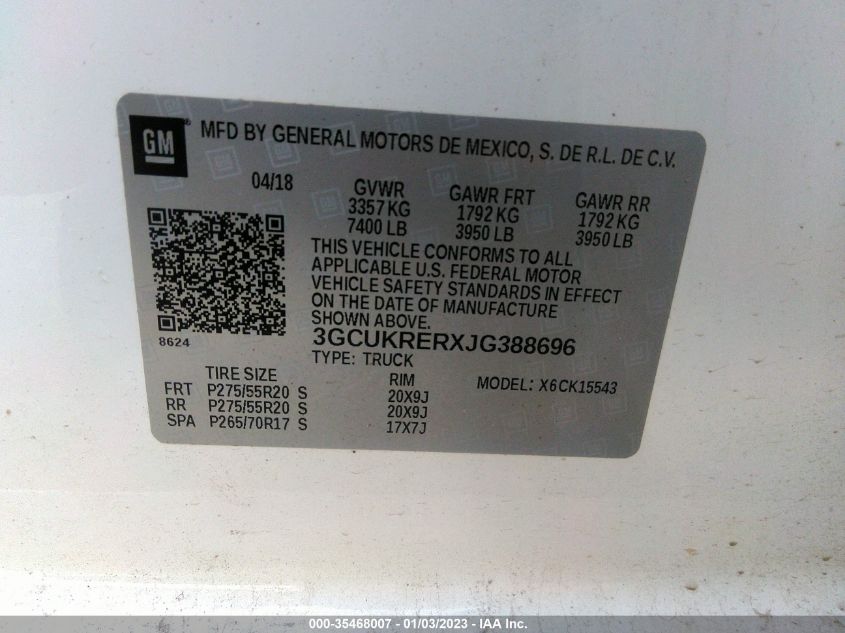 GM ® MFD BY GENERAL MOTORS DE MEXICO, S. DE R.L. DE C.V.
04/18 GVWR GAWR FRT GAWR RR
3357 KG 1792 KG 1792 KG
7400 LB 3950 LB 3950 LB
THIS VEHICLE CONFORMS TO ALL
APPLICABLE U.S. FEDERAL MOTOR
VEHICLE SAFETY STANDARDS IN EFFECT
ON THE DATE OF MANUFACTURE
SHOWN ABOVE.
8624
3GCUKRERXJG388696
TYPE: TRUCK
TIRE SIZE RIM MODEL: X6CK15543
FRT P275/55R20 S 20X9J
RR P275/55R20 S 20X9J
SPA P265/70R17 S 17X7J
000-35468007 - 01/03/2023 - IAA Inc.